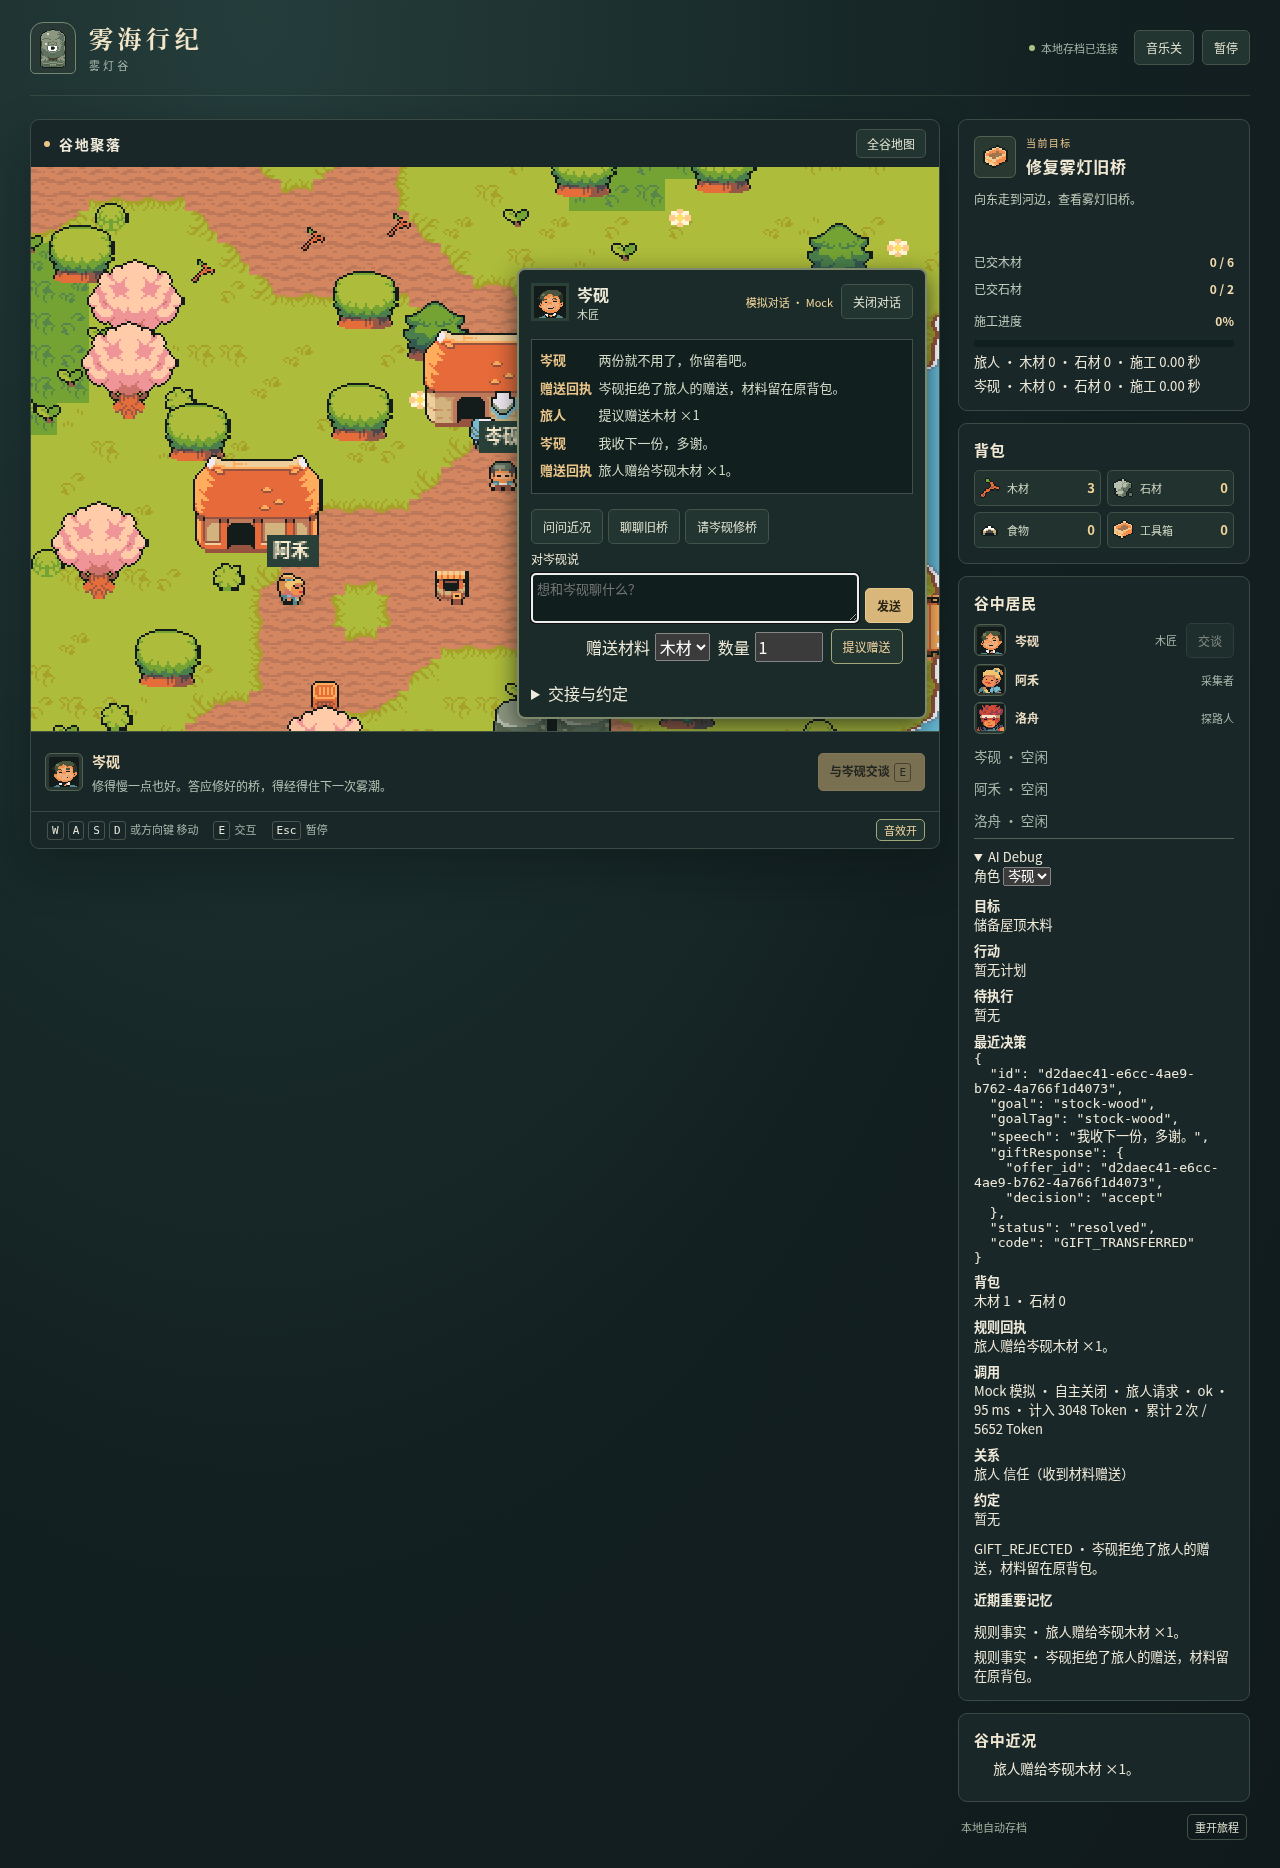 雾海行纪
雾灯谷
本地存档已连接
音乐关
暂停
谷地聚落
全谷地图
岑砚
木匠
模拟对话 · Mock
关闭对话
岑砚 两份就不用了，你留着吧。
赠送回执 岑砚拒绝了旅人的赠送，材料留在原背包。
旅人 提议赠送木材 ×1
岑砚 我收下一份，多谢。
赠送回执 旅人赠给岑砚木材 ×1。
问问近况
聊聊旧桥
请岑砚修桥
对岑砚说
想和岑砚聊什么？
发送
赠送材料 木材 数量 1 提议赠送
▶ 交接与约定
岑砚
阿禾
岑砚
修得慢一点也好。答应修好的桥，得经得住下一次雾潮。
与岑砚交谈 E
W A S D 或方向键 移动 E 交互 Esc 暂停
音效开
当前目标
修复雾灯旧桥
向东走到河边，查看雾灯旧桥。
已交木材 0 / 6
已交石材 0 / 2
施工进度 0%
旅人 · 木材 0 · 石材 0 · 施工 0.00 秒
岑砚 · 木材 0 · 石材 0 · 施工 0.00 秒
背包
木材 3
石材 0
食物 0
工具箱 0
谷中居民
岑砚 木匠 交谈
阿禾 采集者
洛舟 探路人
岑砚 · 空闲
阿禾 · 空闲
洛舟 · 空闲
▼ AI Debug
角色 岑砚
目标
储备屋顶木料
行动
暂无计划
待执行
暂无
最近决策
{
"id": "d2daec41-e6cc-4ae9-
b762-4a766f1d4073",
"goal": "stock-wood",
"goalTag": "stock-wood",
"speech": "我收下一份，多谢。",
"giftResponse": {
"offer_id": "d2daec41-e6cc-
4ae9-b762-4a766f1d4073",
"decision": "accept"
},
"status": "resolved",
"code": "GIFT_TRANSFERRED"
}
背包
木材 1 · 石材 0
规则回执
旅人赠给岑砚木材 ×1。
调用
Mock 模拟 · 自主关闭 · 旅人请求 · ok ·
95 ms · 计入 3048 Token · 累计 2 次 /
5652 Token
关系
旅人 信任（收到材料赠送）
约定
暂无
GIFT_REJECTED · 岑砚拒绝了旅人的赠
送，材料留在原背包。
近期重要记忆
规则事实 · 旅人赠给岑砚木材 ×1。
规则事实 · 岑砚拒绝了旅人的赠送，材料留
在原背包。
谷中近况
旅人赠给岑砚木材 ×1。
本地自动存档
重开旅程